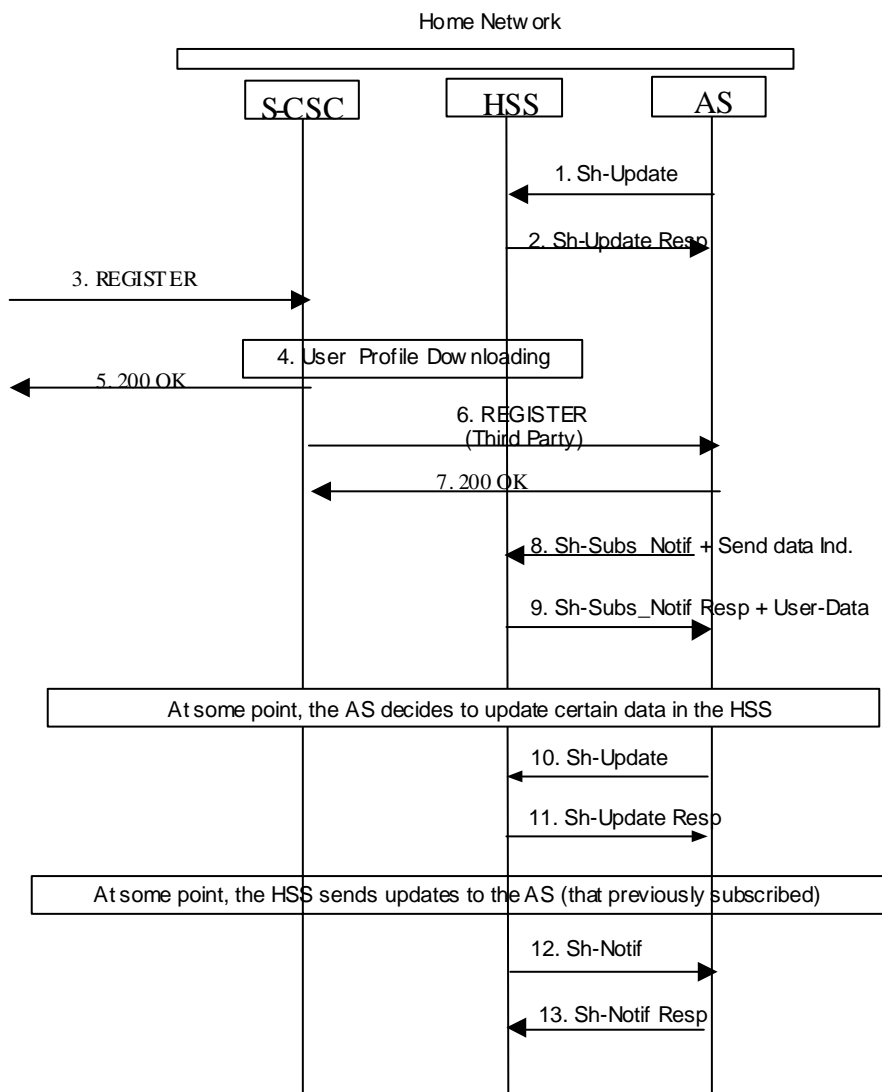 Home Network
S-CSC
HSS
AS
1. Sh-Update
2. Sh-Update Resp
3. REGISTER
4. User Profile Downloading
5. 200 OK
6. REGISTER
(Third Party)
7. 200 OK
8. Sh-Subs_Notif + Send data Ind.
9. Sh-Subs_Notif Resp + User-Data
At some point, the AS decides to update certain data in the HSS
10. Sh-Update
11. Sh-Update Resp
At some point, the HSS sends updates to the AS (that previously subscribed)
12. Sh-Notif
13. Sh-Notif Resp